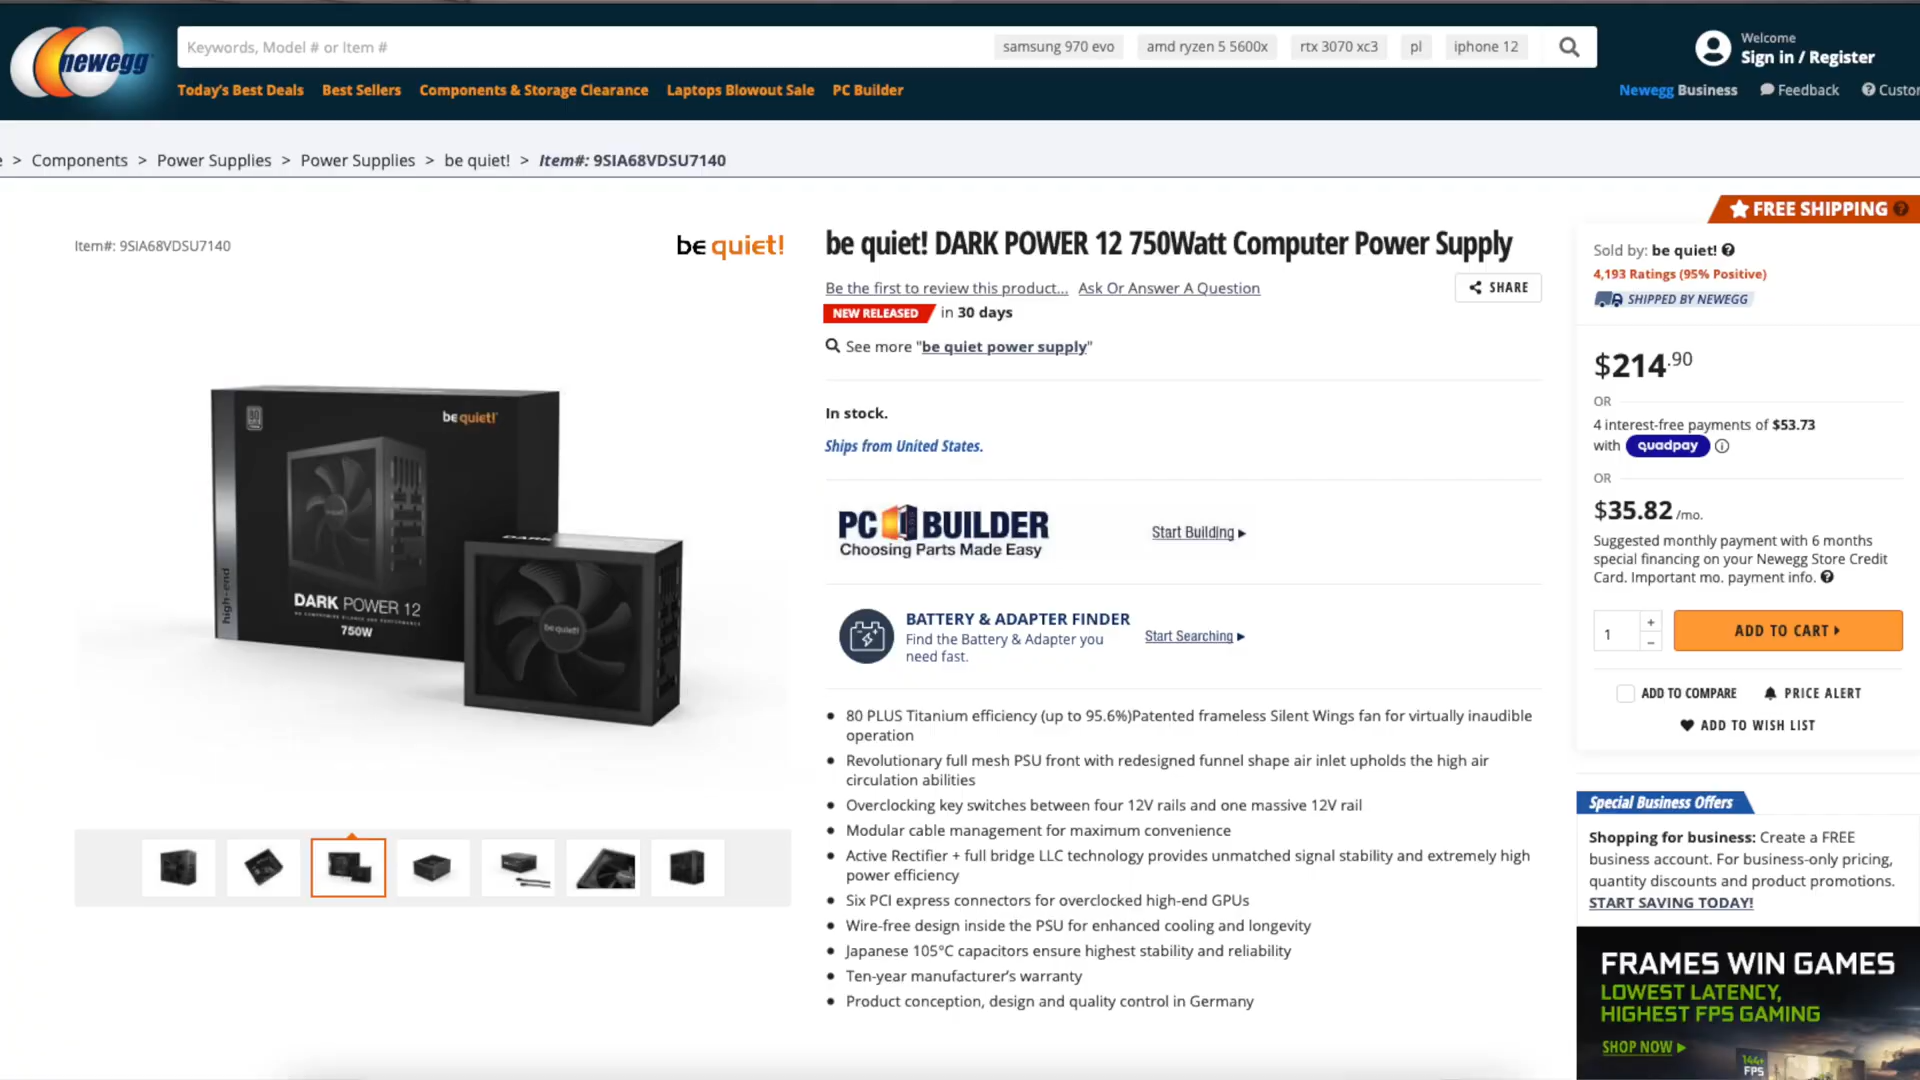 newegg
Keywords, Model # or Item #
samsung 970 evo
amd ryzen 5 5600x
rtx 3070 xc3
pl
iphone 12
Welcome
Sign in / Register
Today's Best Deals
Best Sellers
Components & Storage Clearance
Laptops Blowout Sale
PC Builder
Newegg Business
Feedback
Custor
> Components > Power Supplies > Power Supplies > be quiet! > Item#: 9SIA68VDSU7140
FREE SHIPPING
Item#: 9SIA68VDSU7140
be quiet!
be quiet! DARK POWER 12 750Watt Computer Power Supply
Be the first to review this product...
Ask Or Answer A Question
SHARE
NEW RELEASED in 30 days
See more "be quiet power supply"
In stock.
Ships from United States.
PC BUILDER
Choosing Parts Made Easy
Start Building
BATTERY & ADAPTER FINDER
Find the Battery & Adapter you
need fast.
Start Searching
80 PLUS Titanium efficiency (up to 95.6%)Patented frameless Silent Wings fan for virtually inaudible
operation
Revolutionary full mesh PSU front with redesigned funnel shape air inlet upholds the high air
circulation abilities
Overclocking key switches between four 12V rails and one massive 12V rail
Modular cable management for maximum convenience
Active Rectifier + full bridge LLC technology provides unmatched signal stability and extremely high
power efficiency
Six PCI express connectors for overclocked high-end GPUs
Wire-free design inside the PSU for enhanced cooling and longevity
Japanese 105°C capacitors ensure highest stability and reliability
Ten-year manufacturer's warranty
Product conception, design and quality control in Germany
be quiet!
high-end
DARK POWER 12
750W
DARK
be quiet!
Sold by: be quiet!
4,193 Ratings (95% Positive)
SHIPPED BY NEWEGG
$214.90
OR
4 interest-free payments of $53.73
with quadpay
OR
$35.82 /mo.
Suggested monthly payment with 6 months
special financing on your Newegg Store Credit
Card. Important mo. payment info.
1
+
-
ADD TO CART
ADD TO COMPARE
PRICE ALERT
ADD TO WISH LIST
Special Business Offers
Shopping for business: Create a FREE
business account. For business-only pricing,
quantity discounts and product promotions.
START SAVING TODAY!
FRAMES WIN GAMES
LOWEST LATENCY,
HIGHEST FPS GAMING
SHOP NOW
144+
FPS